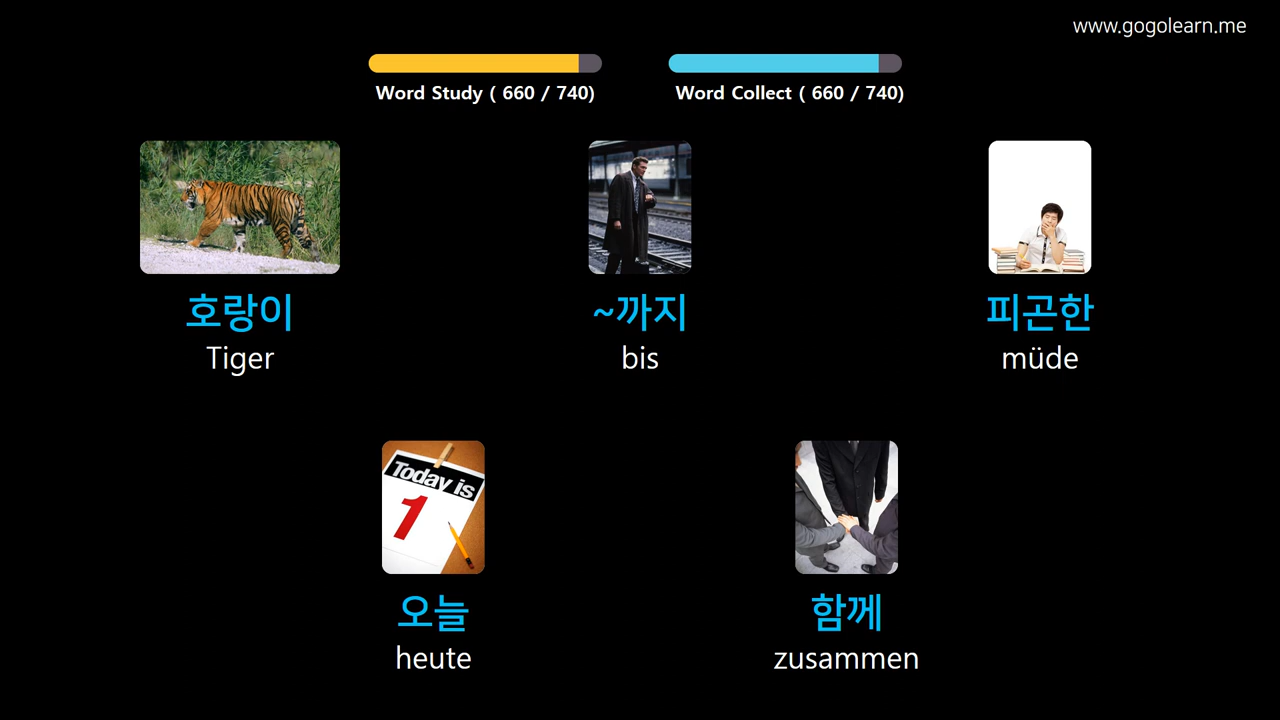 www.gogolearn.me
Word Study ( 660 / 740)
Word Collect ( 660 / 740)
호랑이
Tiger
~까지
bis
피곤한
müde
Today is
1
오늘
heute
함께
zusammen